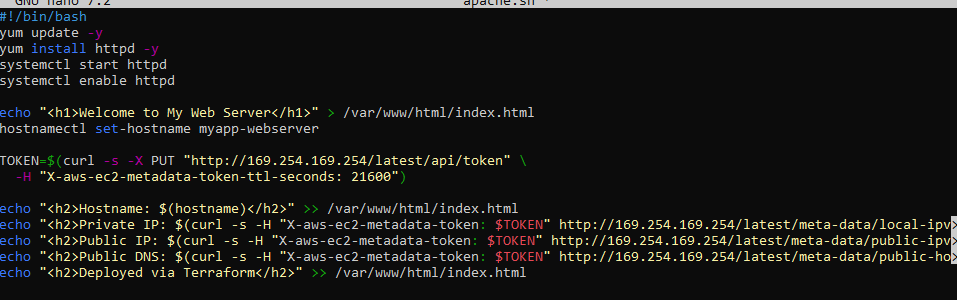 GNU nano 7.2 apache.sh *
#!/bin/bash
yum update -y
yum install httpd -y
systemctl start httpd
systemctl enable httpd
echo "<h1>Welcome to My Web Server</h1>" > /var/www/html/index.html
hostnamectl set-hostname myapp-webserver
TOKEN=$(curl -s -X PUT "http://169.254.169.254/latest/api/token" \
  -H "X-aws-ec2-metadata-token-ttl-seconds: 21600")
echo "<h2>Hostname: $(hostname)</h2>" >> /var/www/html/index.html
echo "<h2>Private IP: $(curl -s -H "X-aws-ec2-metadata-token: $TOKEN" http://169.254.169.254/latest/meta-data/local-ipv>
echo "<h2>Public IP: $(curl -s -H "X-aws-ec2-metadata-token: $TOKEN" http://169.254.169.254/latest/meta-data/public-ipv>
echo "<h2>Public DNS: $(curl -s -H "X-aws-ec2-metadata-token: $TOKEN" http://169.254.169.254/latest/meta-data/public-ho>
echo "<h2>Deployed via Terraform</h2>" >> /var/www/html/index.html